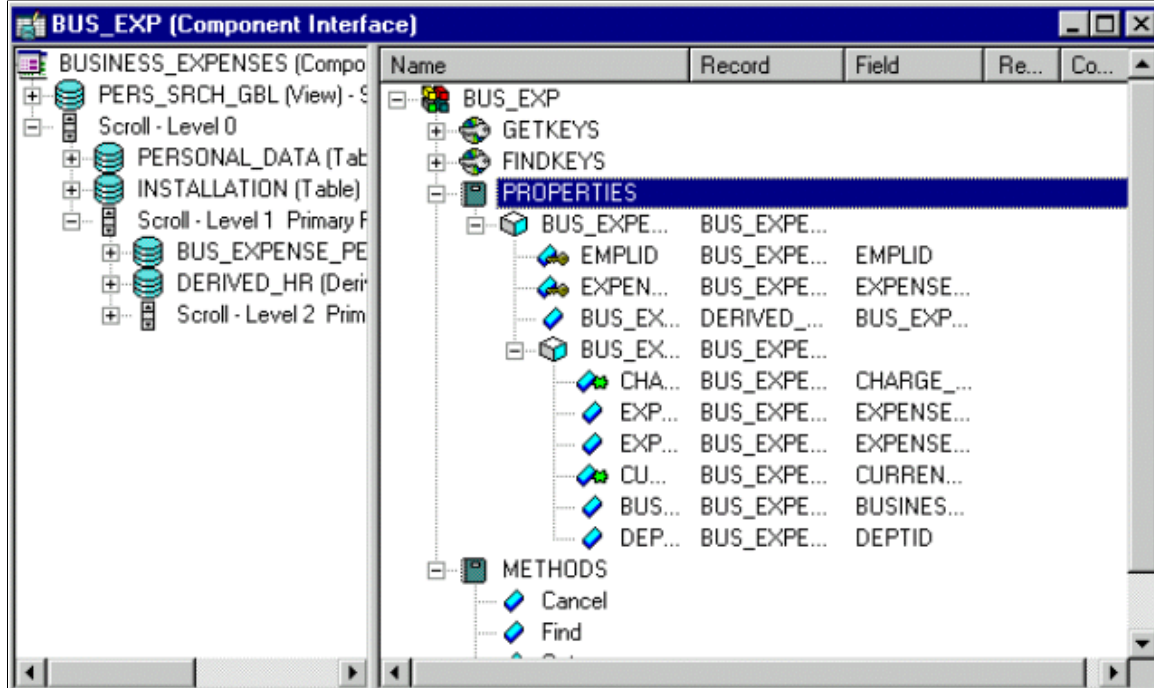 BUS_EXP (Component Interface)
BUSINESS_EXPENSES (Compo
PERS_SRCH_GBL (View) - S
Scroll - Level 0
PERSONAL_DATA (Tab
INSTALLATION (Table)
Scroll - Level 1 Primary R
BUS_EXPENSE_PE
DERIVED_HR (Deri
Scroll - Level 2 Prim
Name Record Field Re... Co...
BUS_EXP
GETKEYS
FINDKEYS
PROPERTIES
BUS_EXPE... BUS_EXPE...
EMPLID BUS_EXPE... EMPLID
EXPEN... BUS_EXPE... EXPENSE...
BUS_EX... DERIVED_... BUS_EXP...
BUS_EX... BUS_EXPE...
CHA... BUS_EXPE... CHARGE_...
EXP... BUS_EXPE... EXPENSE...
EXP... BUS_EXPE... EXPENSE...
CU... BUS_EXPE... CURREN...
BUS... BUS_EXPE... BUSINES...
DEP... BUS_EXPE... DEPTID
METHODS
Cancel
Find